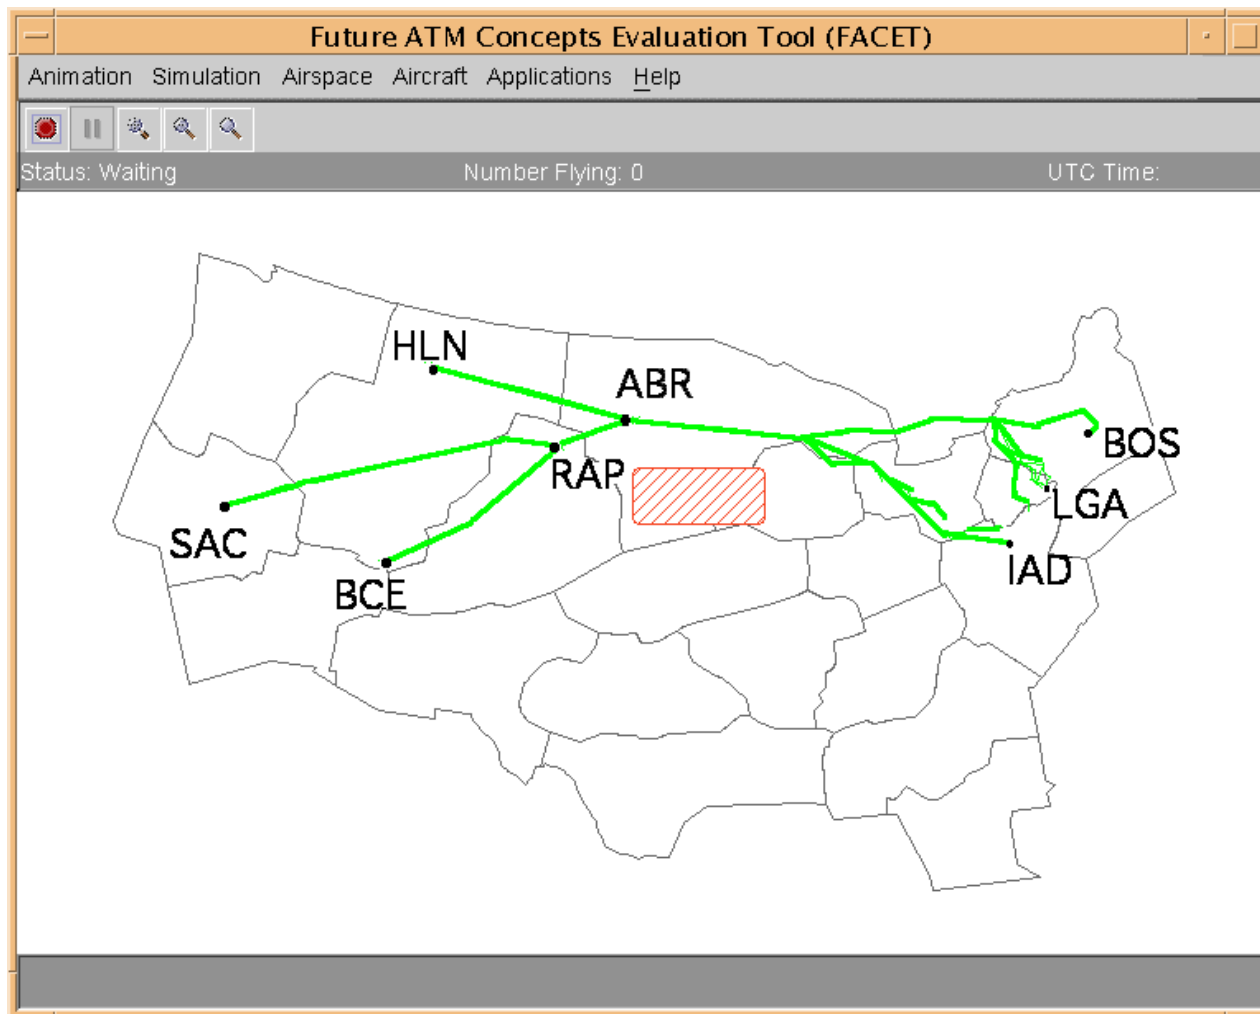 Future ATM Concepts Evaluation Tool (FACET)
Animation Simulation Airspace Aircraft Applications Help
Status: Waiting Number Flying: 0 UTC Time:
HLN
ABR
BOS
RAP
LGA
SAC
IAD
BCE